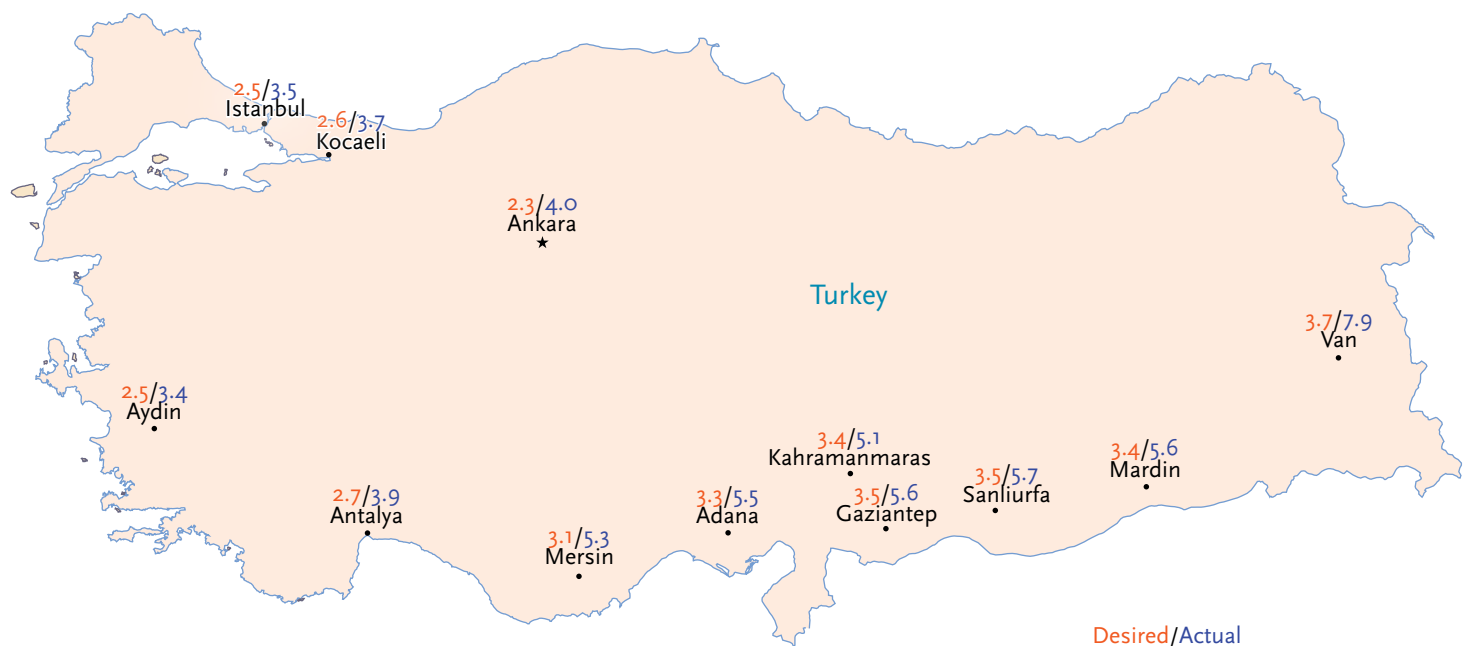 2.5/3.5
Istanbul
2.6/3.7
Kocaeli
2.3/4.0
Ankara
Turkey
3.7/7.9
Van
2.5/3.4
Aydin
3.4/5.1
Kahramanmaras
3.4/5.6
Mardin
3.5/5.7
Sanliurfa
2.7/3.9
Antalya
3.3/5.5
Adana
3.5/5.6
Gaziantep
3.1/5.3
Mersin
Desired/Actual